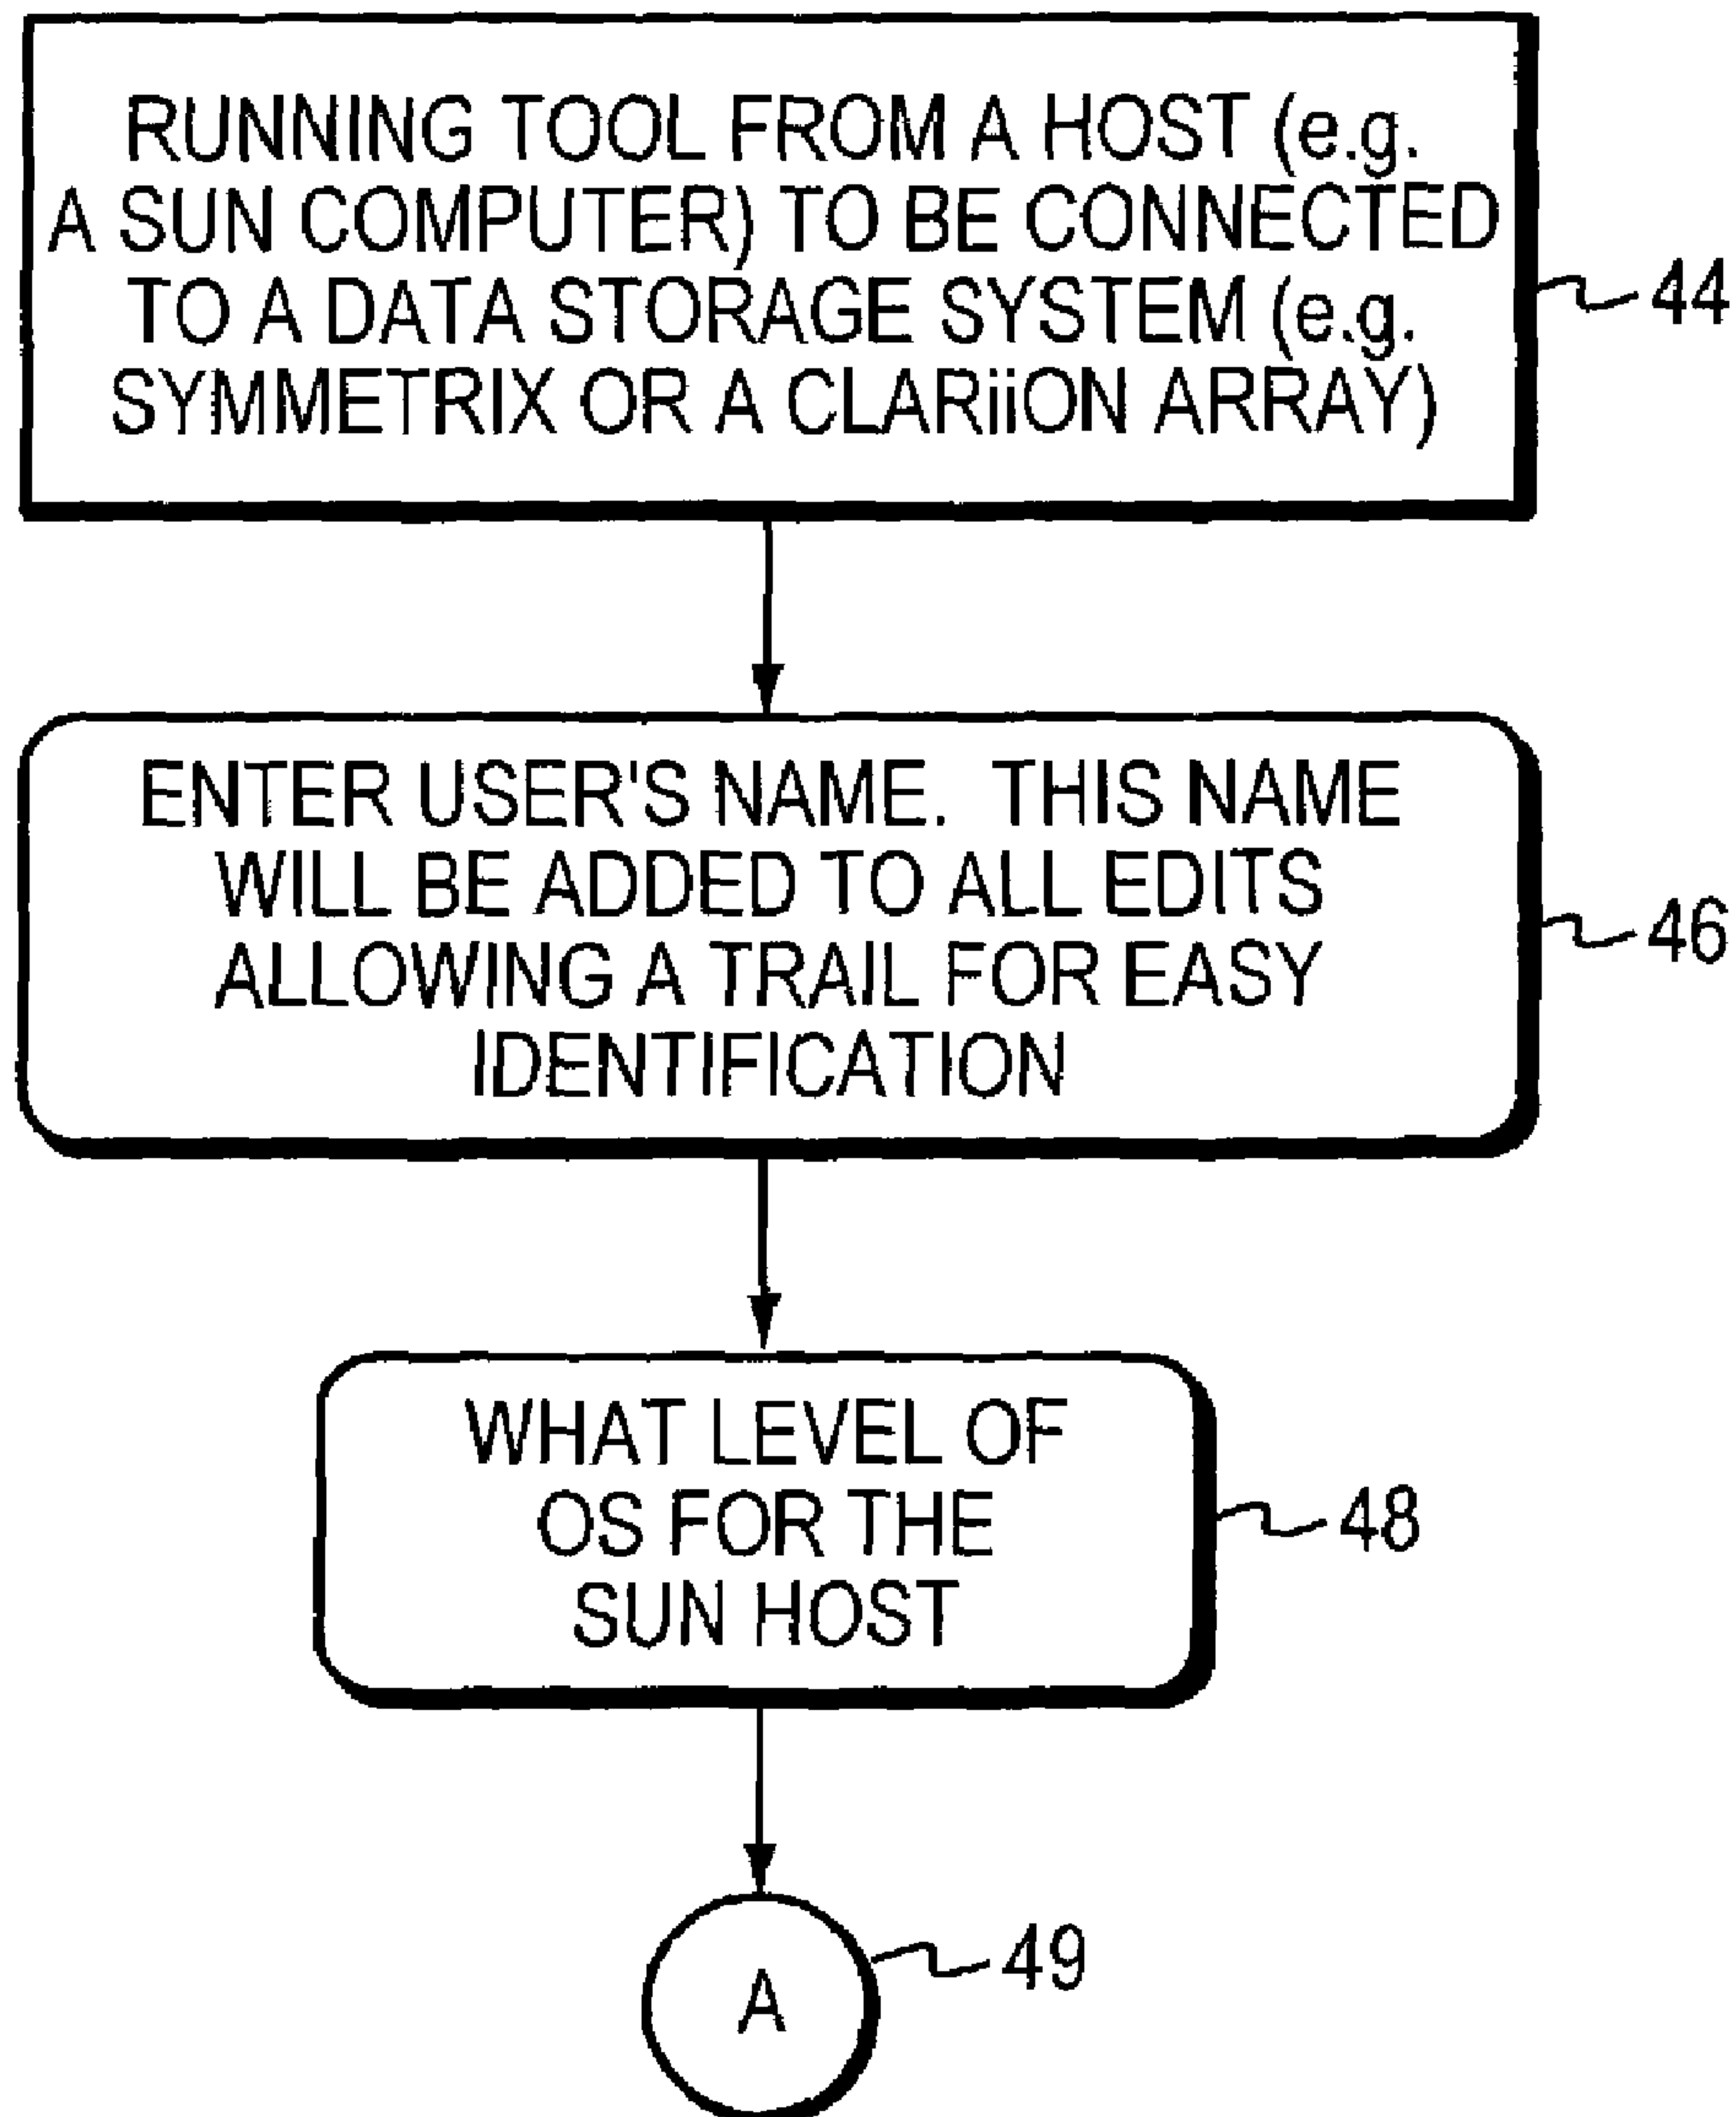 RUNNING TOOL FROM A HOST (e.g.
A SUN COMPUTER) TO BE CONNECTED
TO A DATA STORAGE SYSTEM (e.g.
SYMMETRIX OR A CLARiiON ARRAY)
44
ENTER USER'S NAME. THIS NAME
WILL BE ADDED TO ALL EDITS
ALLOWING A TRAIL FOR EASY
IDENTIFICATION
46
WHAT LEVEL OF
OS FOR THE
SUN HOST
48
A
49